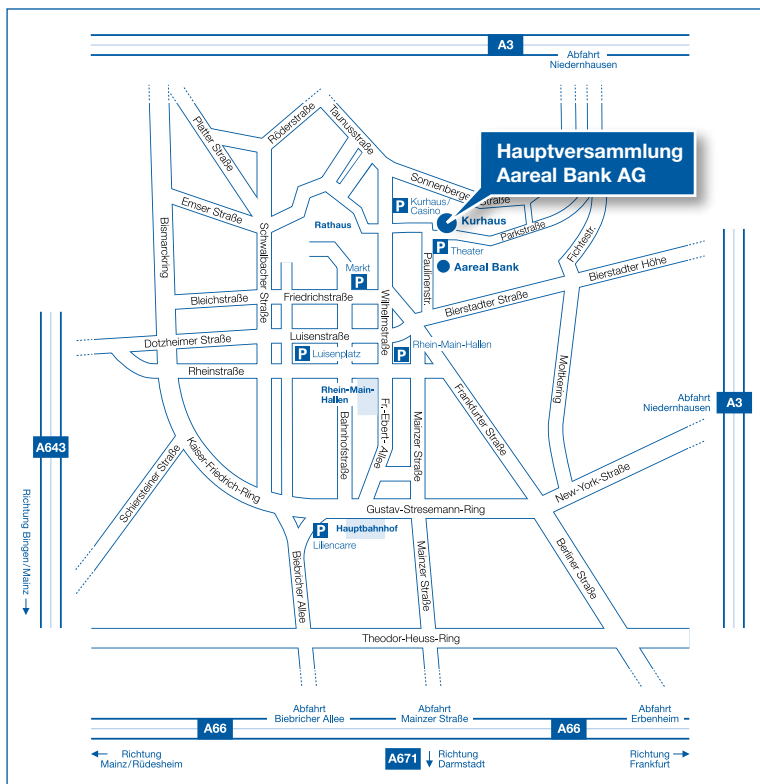 A3
Abfahrt
Niedernhausen
Platter Straße
Röderstraße
Taunusstraße
Hauptversammlung
Aareal Bank AG
Sonnenberger Straße
Emser Straße
Bismarckring
Schwalbacher Straße
Rathaus
P
Kurhaus/
Casino
Kurhaus
Parkstraße
Fichtestr.
P
Theater
Aareal Bank
Paulinenstr.
Markt
P
Bierstadter Höhe
Bierstadter Straße
Bleichstraße
Friedrichstraße
Wilhelmstraße
Dotzheimer Straße
Luisenstraße
P
Luisenplatz
P
Rhein-Main-Hallen
Rheinstraße
Rhein-Main-
Hallen
Moltkering
Frankfurter Straße
Abfahrt
Niedernhausen
A3
A643
Richtung Bingen/Mainz
Schiersteiner Straße
Kaiser-Friedrich-Ring
Bahnhofstraße
Fr.-Ebert- Allee
Mainzer Straße
New-York-Straße
Gustav-Stresemann-Ring
P
Hauptbahnhof
Liliencarre
Biebricher Allee
Mainzer Straße
Berliner Straße
Theodor-Heuss-Ring
Abfahrt
Biebricher Allee
Abfahrt
Mainzer Straße
Abfahrt
Erbenheim
A66
A66
Richtung
Mainz/Rüdesheim
A671
Richtung
Darmstadt
Richtung
Frankfurt